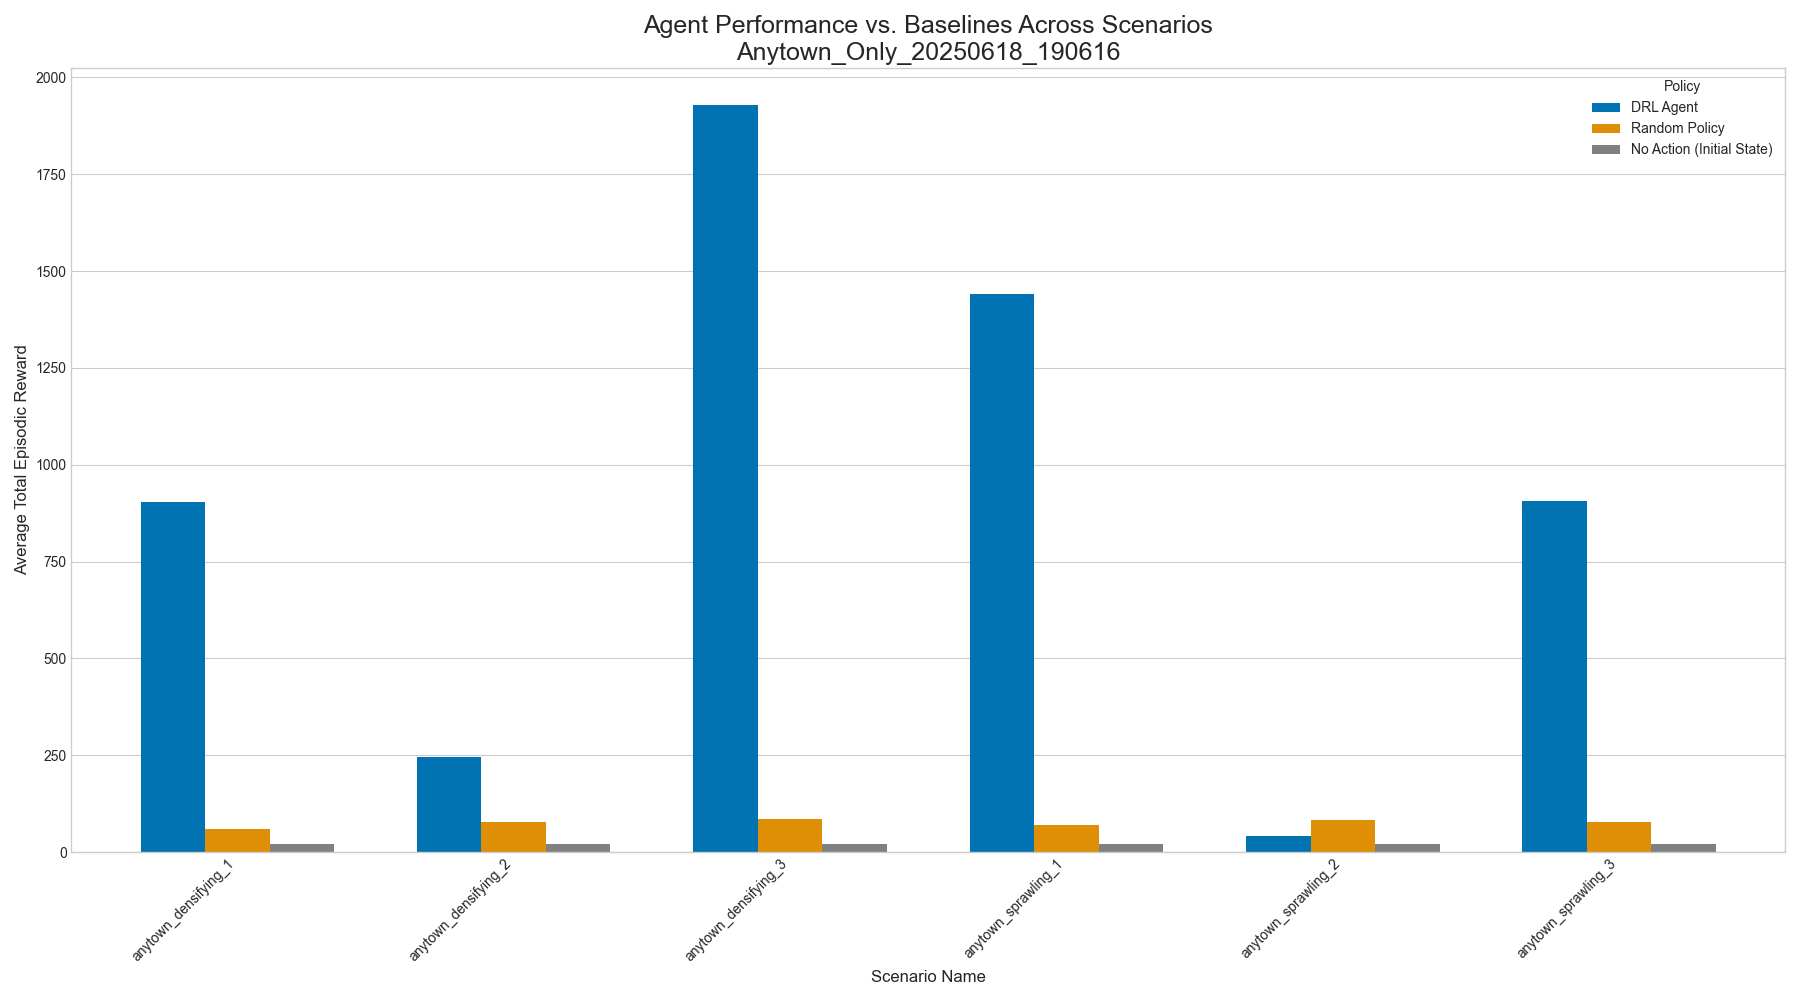 Agent Performance vs. Baselines Across Scenarios
Anytown_Only_20250618_190616
Policy
DRL Agent
Random Policy
No Action (Initial State)
Average Total Episodic Reward
2000
1750
1500
1250
1000
750
500
250
0
anytown_densifying_1
anytown_densifying_2
anytown_densifying_3
anytown_sprawling_1
anytown_sprawling_2
anytown_sprawling_3
Scenario Name